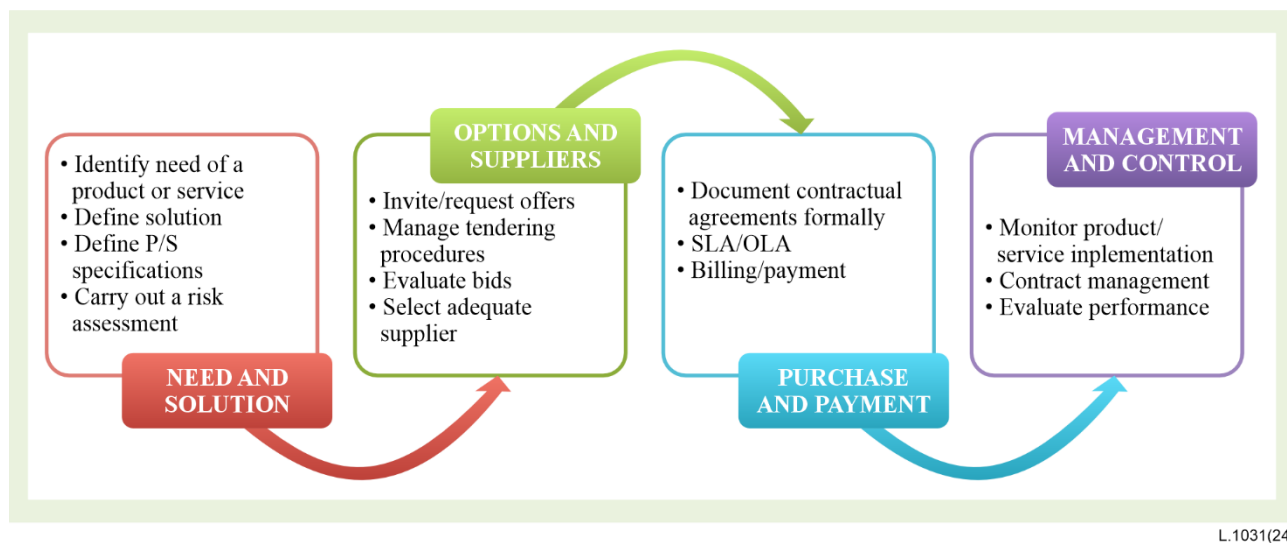 • Identify need of a
product or service
• Define solution
• Define P/S
specifications
• Carry out a risk
assessment
NEED AND
SOLUTION
OPTIONS AND
SUPPLIERS
• Invite/request offers
• Manage tendering
procedures
• Evaluate bids
• Select adequate
supplier
• Document contractual
agreements formally
• SLA/OLA
• Billing/payment
PURCHASE
AND PAYMENT
MANAGEMENT
AND CONTROL
• Monitor product/
service inplementation
• Contract management
• Evaluate performance
L.1031(24